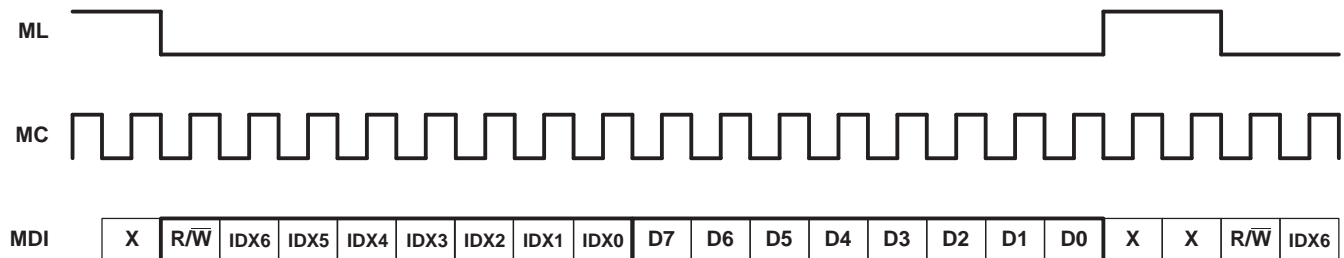 ML
MC
MDI X R/W̅ IDX6 IDX5 IDX4 IDX3 IDX2 IDX1 IDX0 D7 D6 D5 D4 D3 D2 D1 D0 X X R/W̅ IDX6